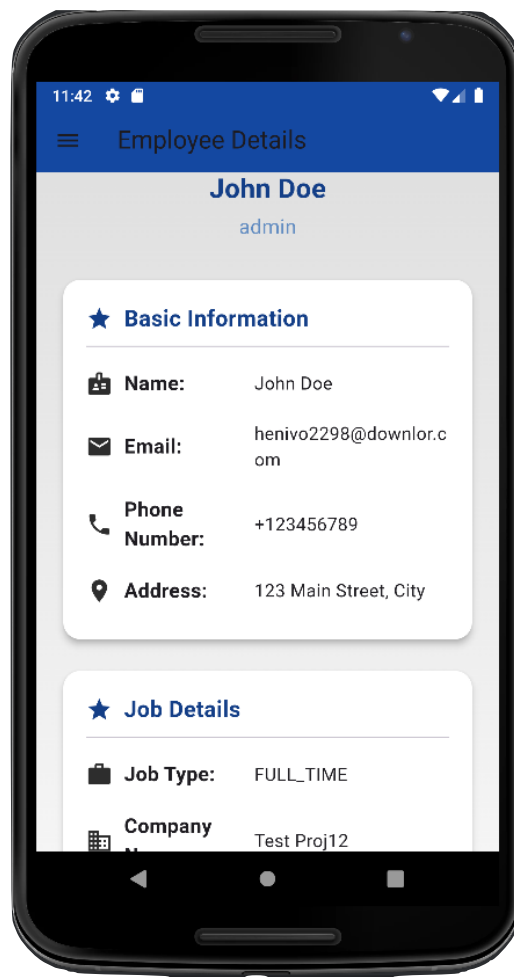 11:42
Employee Details
John Doe
admin
Basic Information
Name: John Doe
Email: henivo2298@downlor.c
om
Phone
Number: +123456789
Address: 123 Main Street, City
Job Details
Job Type: FULL_TIME
Company
Test Proj12